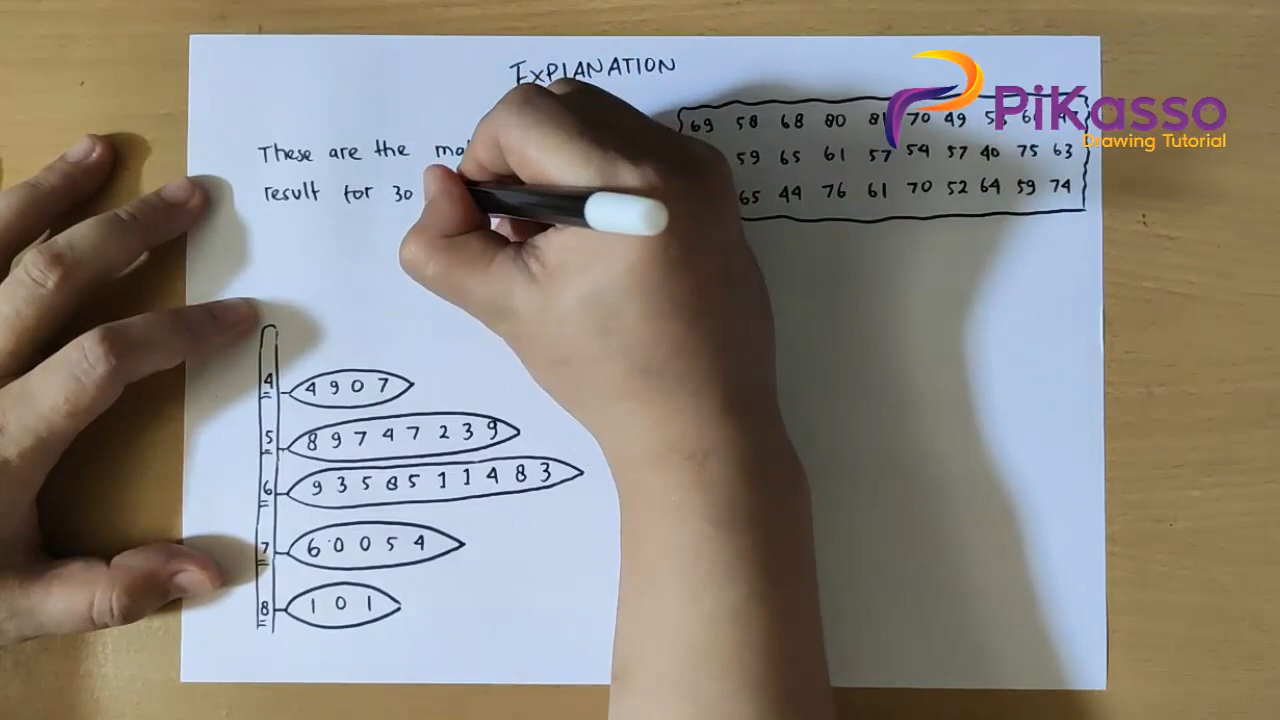 EXPLANATION
PiKasso
Drawing Tutorial
These are the
result for 30
69 58 68 80 81 70 49
59 65 61 57 54 57 40 75 63
65 44 76 61 70 52 64 59 74
4 4 9 0 7
5 8 9 7 4 7 2 3 9
6 9 3 5 8 5 1 1 4 8 3
7 6 0 0 5 4
8 1 0 1